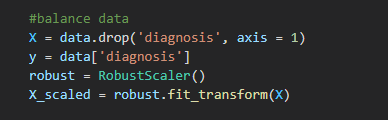 #balance data
X = data.drop('diagnosis', axis = 1)
y = data['diagnosis']
robust = RobustScaler()
X_scaled = robust.fit_transform(X)